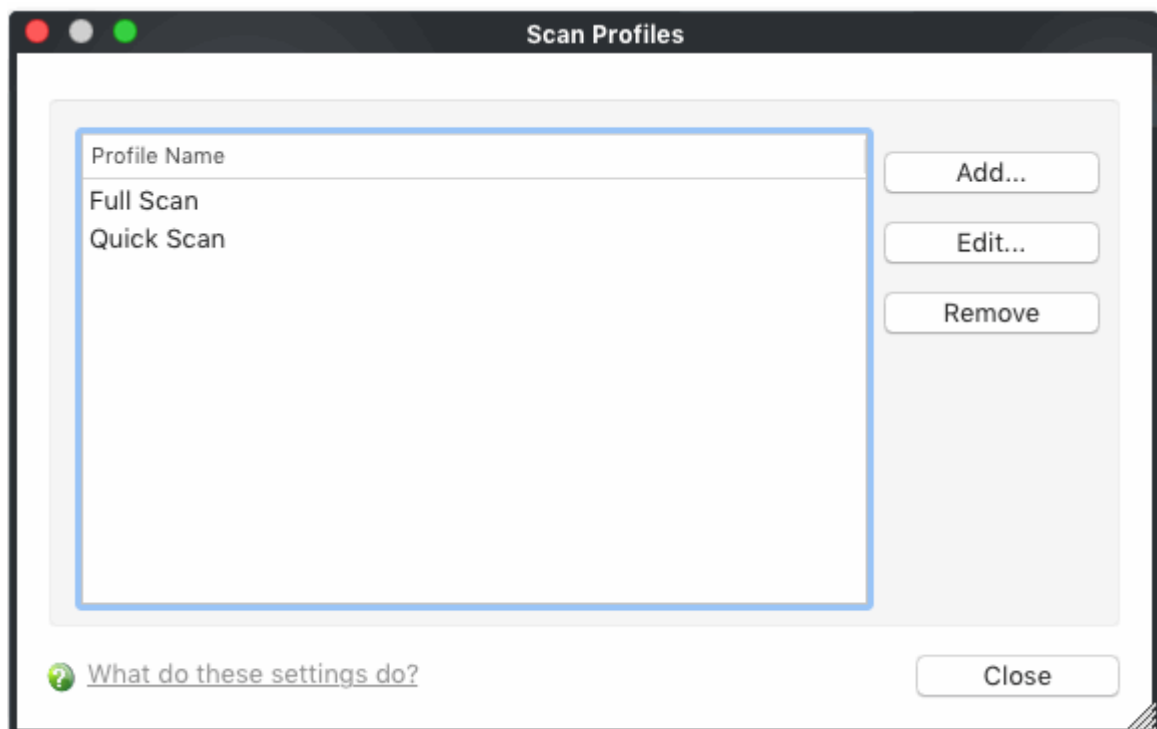 Scan Profiles
Profile Name
Full Scan
Quick Scan
Add...
Edit...
Remove
What do these settings do?
Close